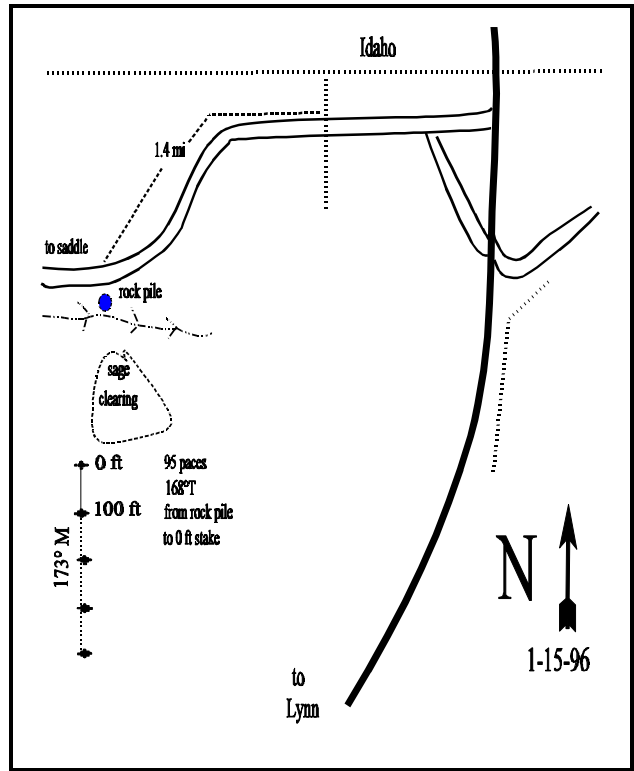 Idaho
1.4 mi
to saddle
rock pile
sage
clearing
0 ft
100 ft
173° M
95 paces
168°T
from rock pile
to 0 ft stake
N
1-15-96
to
Lynn